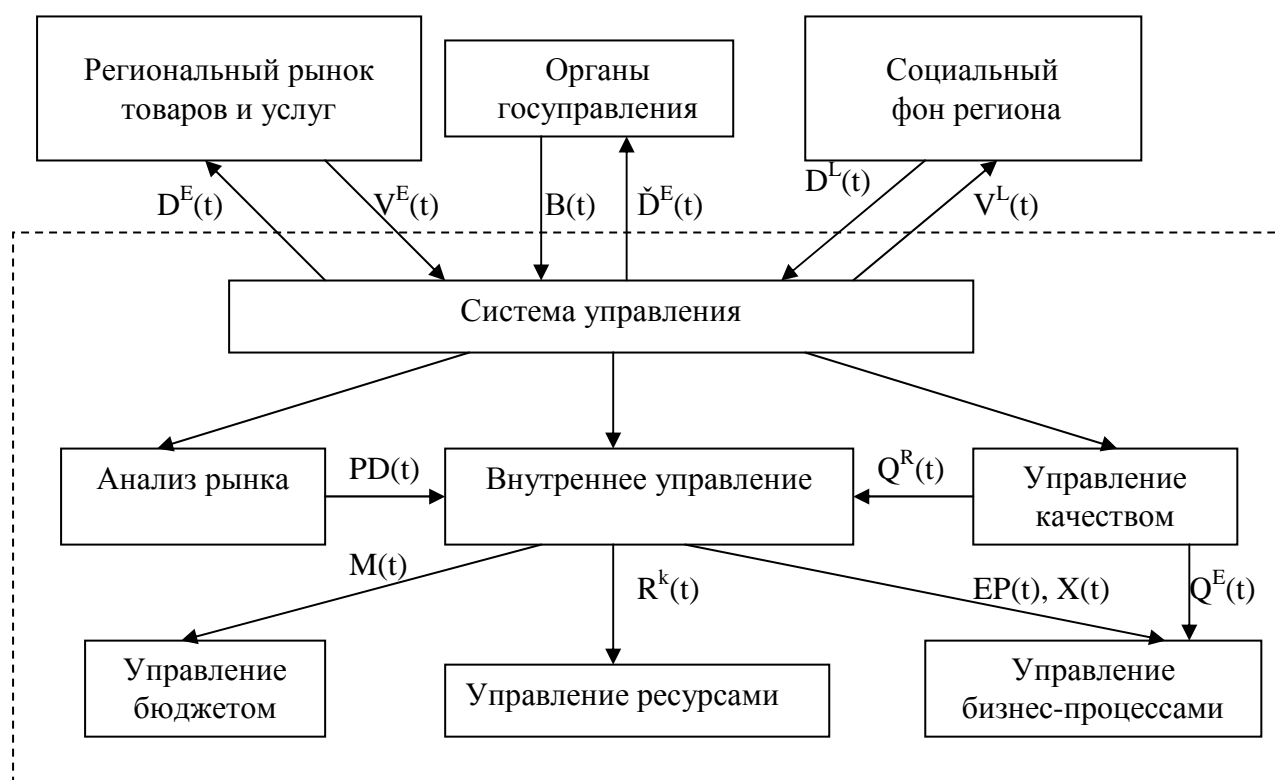 Региональный рынок
товаров и услуг
Органы
госуправления
Социальный
фон региона
D^E(t)
V^E(t)
B(t)
Ď^E(t)
D^L(t)
V^L(t)
Система управления
Анализ рынка
PD(t)
Внутреннее управление
Q^R(t)
Управление
качеством
M(t)
R^k(t)
EP(t), X(t)
Q^E(t)
Управление
бюджетом
Управление ресурсами
Управление
бизнес-процессами